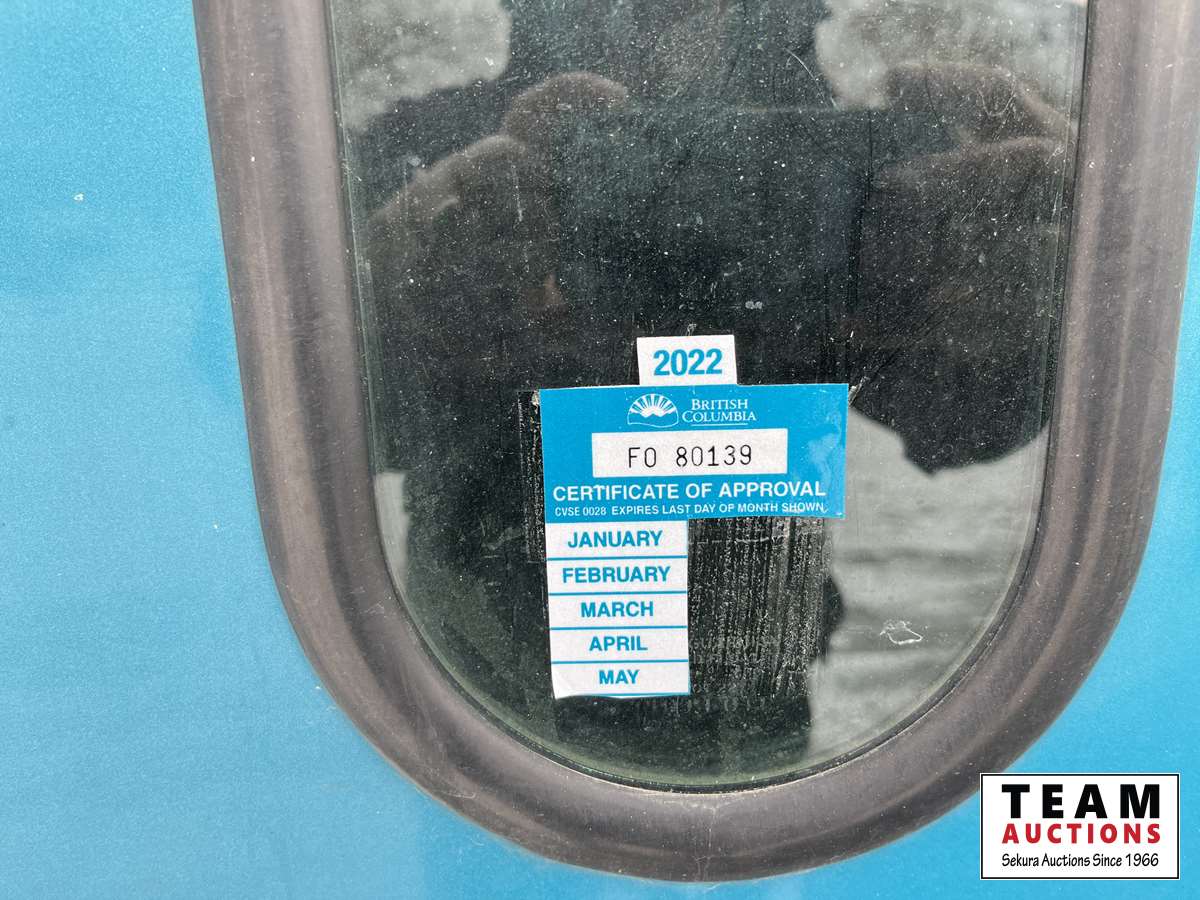 2022
BRITISH
COLUMBIA
FO 80139
CERTIFICATE OF APPROVAL
CVSE 0028 EXPIRES LAST DAY OF MONTH SHOWN
JANUARY
FEBRUARY
MARCH
APRIL
MAY
TEAM
AUCTIONS
Sekura Auctions Since 1966